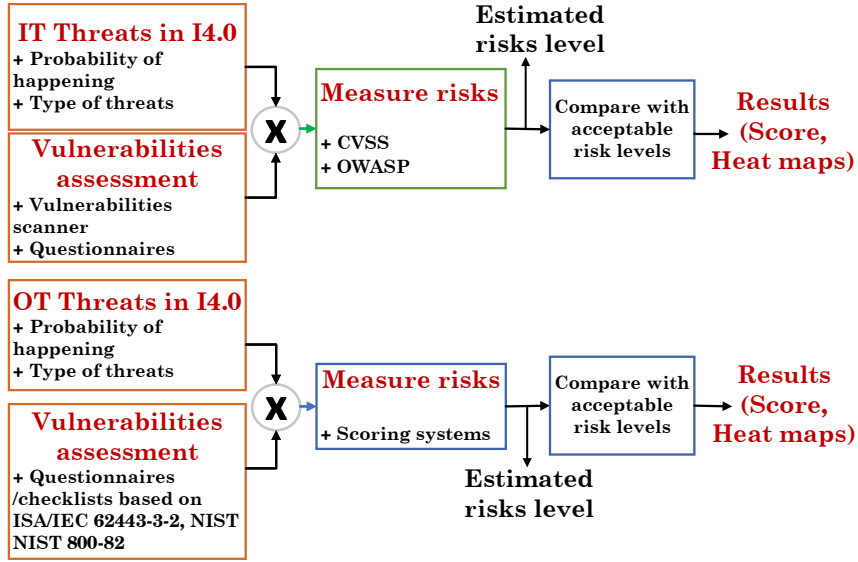 IT Threats in I4.0
+ Probability of
happening
+ Type of threats
Vulnerabilities
assessment
+ Vulnerabilities
scanner
+ Questionnaires
X
Measure risks
+ CVSS
+ OWASP
Estimated
risks level
Compare with
acceptable
risk levels
Results
(Score,
Heat maps)
OT Threats in I4.0
+ Probability of
happening
+ Type of threats
Vulnerabilities
assessment
+ Questionnaires
/checklists based on
ISA/IEC 62443-3-2, NIST
NIST 800-82
X
Measure risks
+ Scoring systems
Estimated
risks level
Compare with
acceptable
risk levels
Results
(Score,
Heat maps)